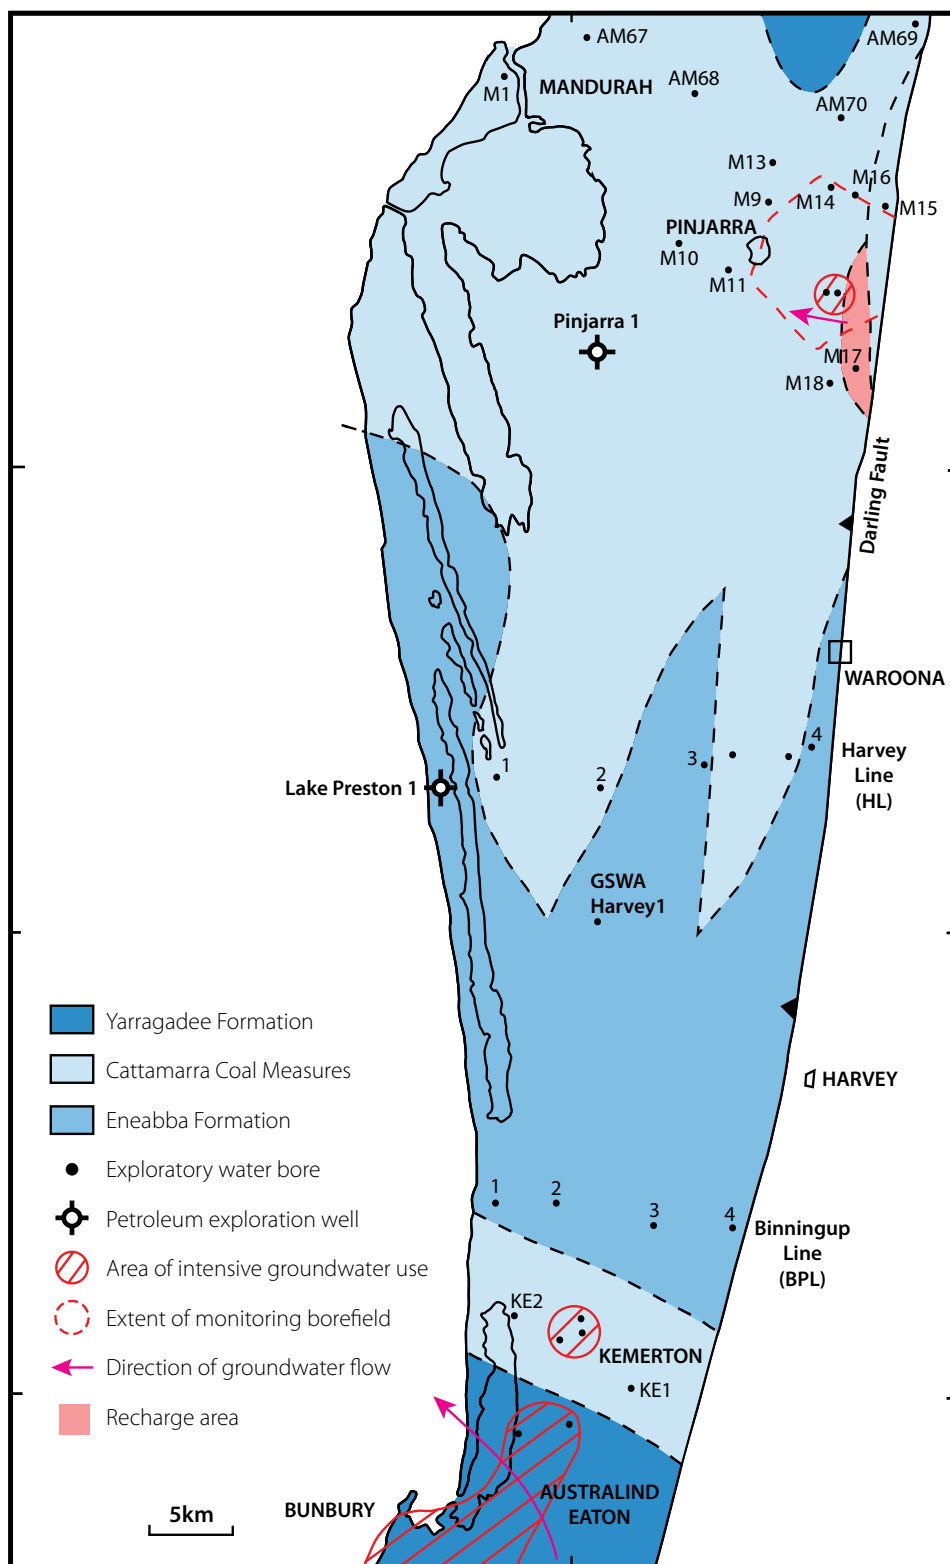 AM67
AM69
M1
MANDURAH
AM68
AM70
M13
M16
M14
M9
M15
PINJARRA
M10
M11
Pinjarra 1
M17
M18
Darling Fault
WAROONA
1
2
3
4
Harvey
Line
(HL)
Lake Preston 1
GSWA
Harvey1
Yarragadee Formation
Cattamarra Coal Measures
HARVEY
Eneabba Formation
Exploratory water bore
1
2
3
4
Petroleum exploration well
Binningup
Line
(BPL)
Area of intensive groundwater use
KE2
Extent of monitoring borefield
KEMERTON
Direction of groundwater flow
KE1
Recharge area
AUSTRALIND
EATON
BUNBURY
5km